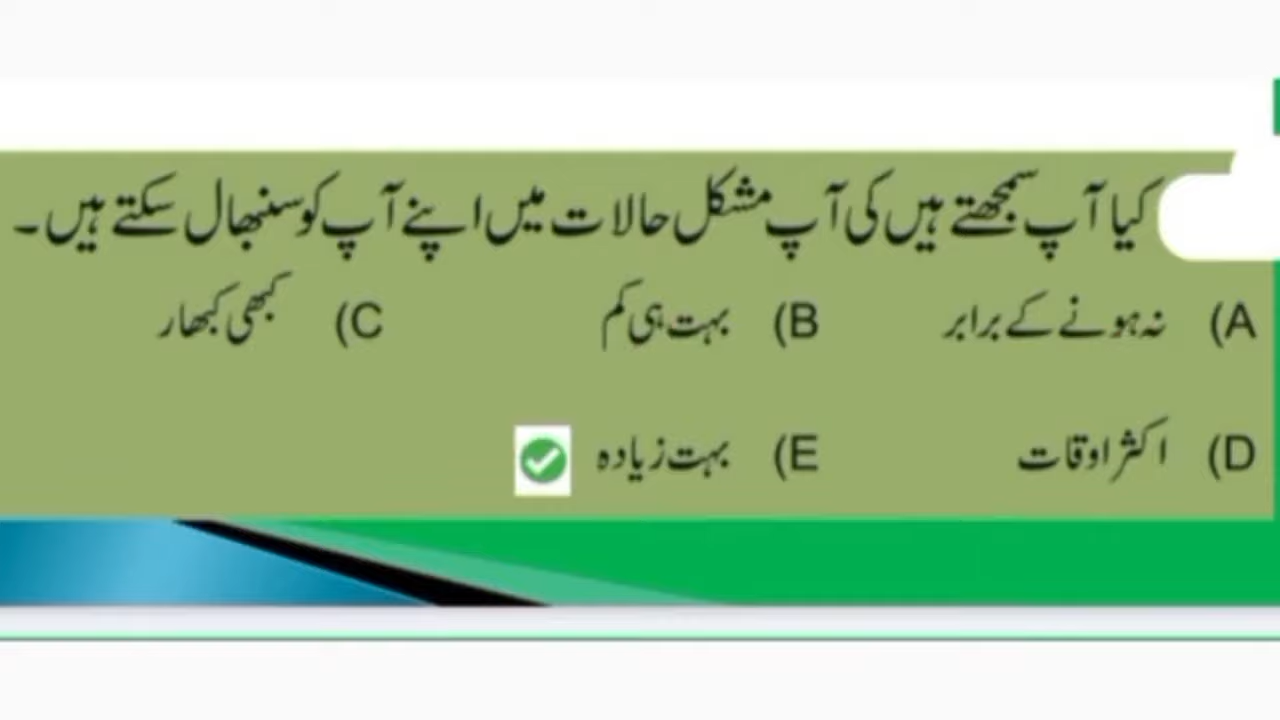 کیا آپ سمجھتے ہیں کی آپ مشکل حالات میں اپنے آپ کو سنبھال سکتے ہیں۔
A) نہ ہونے کے برابر B) بہت ہی کم C) کبھی کبھار
D) اکثر اوقات E) بہت زیادہ